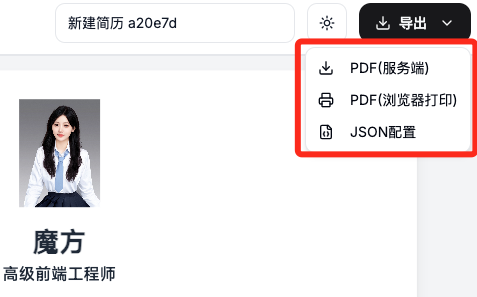 新建简历 a20e7d
导出
PDF(服务端)
PDF(浏览器打印)
JSON配置
魔方
高级前端工程师